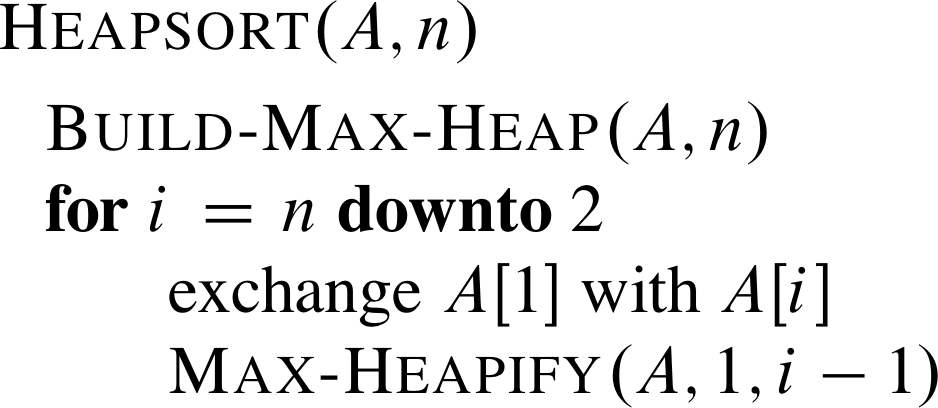 HEAPSORT(A, n)
BUILD-MAX-HEAP(A, n)
for i = n downto 2
exchange A[1] with A[i]
MAX-HEAPIFY(A, 1, i − 1)